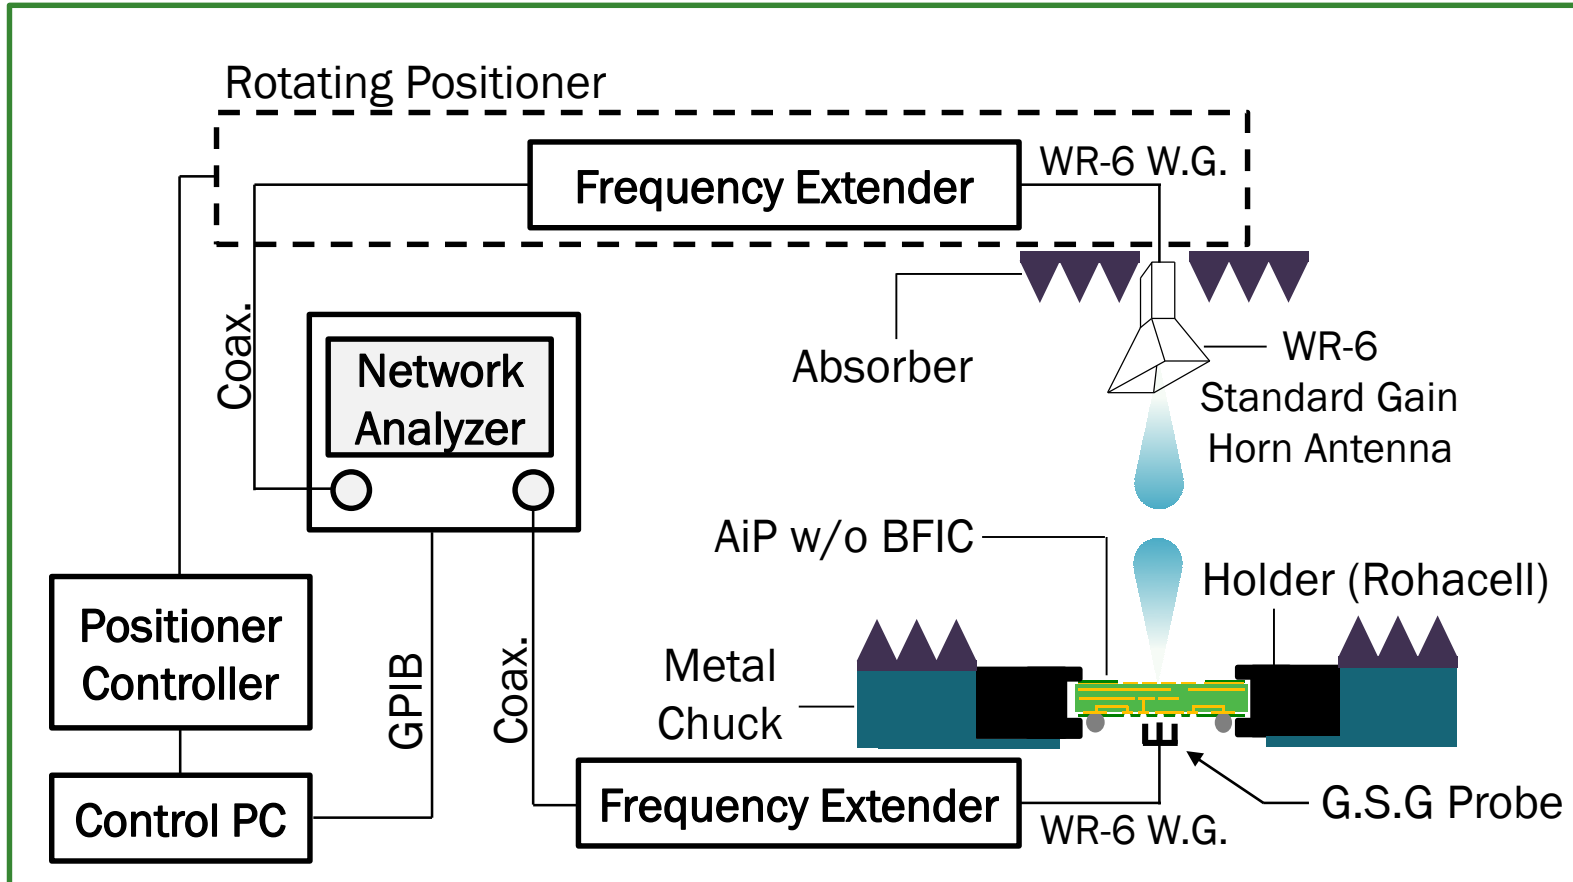 Rotating Positioner
Frequency Extender
WR-6 W.G.
Coax.
Network
Analyzer
Absorber
WR-6
Standard Gain
Horn Antenna
AiP w/o BFIC
Holder (Rohacell)
Positioner
Controller
GPIB
Coax.
Metal
Chuck
Control PC
Frequency Extender
WR-6 W.G.
G.S.G Probe